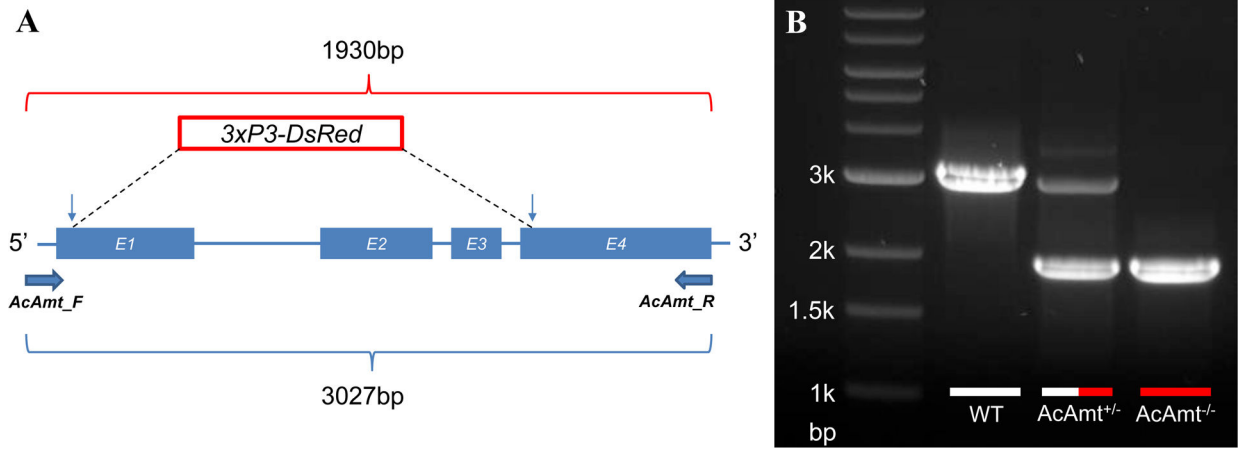 A
1930bp
3xP3-DsRed
5’
E1
E2
E3
E4
3’
AcAmt_F
AcAmt_R
3027bp
B
3k
2k
1.5k
1k
bp
WT
AcAmt+/-
AcAmt-/-